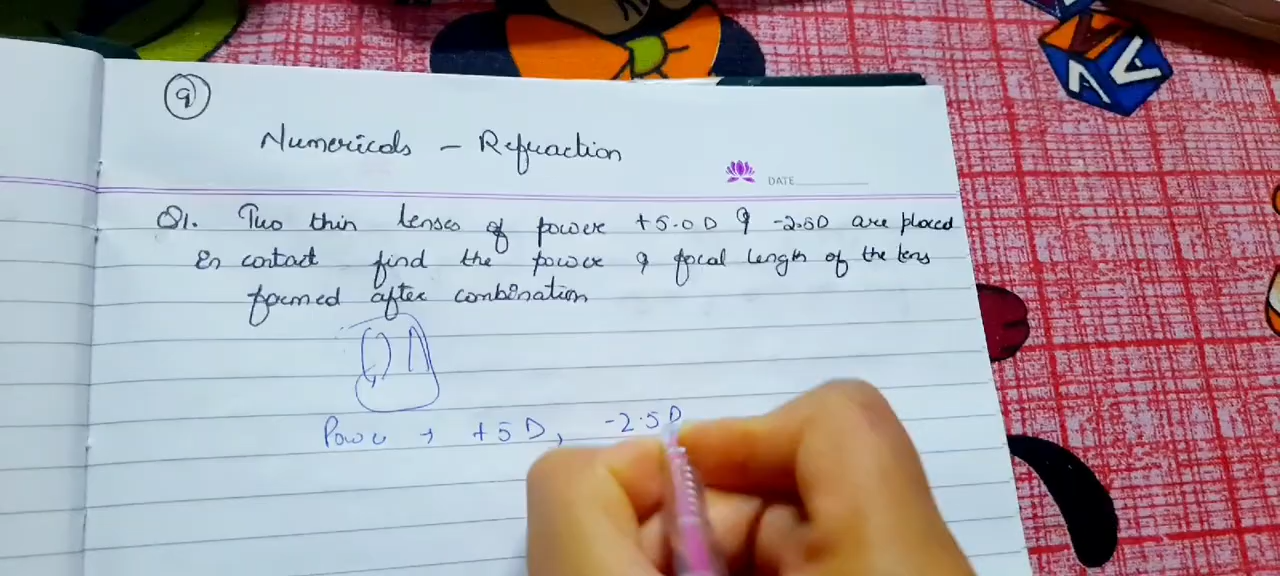 9
Numericals - Refraction
DATE
Q1. Two thin lenses of power +5.0 D & -2.5D are placed
in contact find the power & focal length of the lens
formed after combination
Power → +5 D, -2.5 D